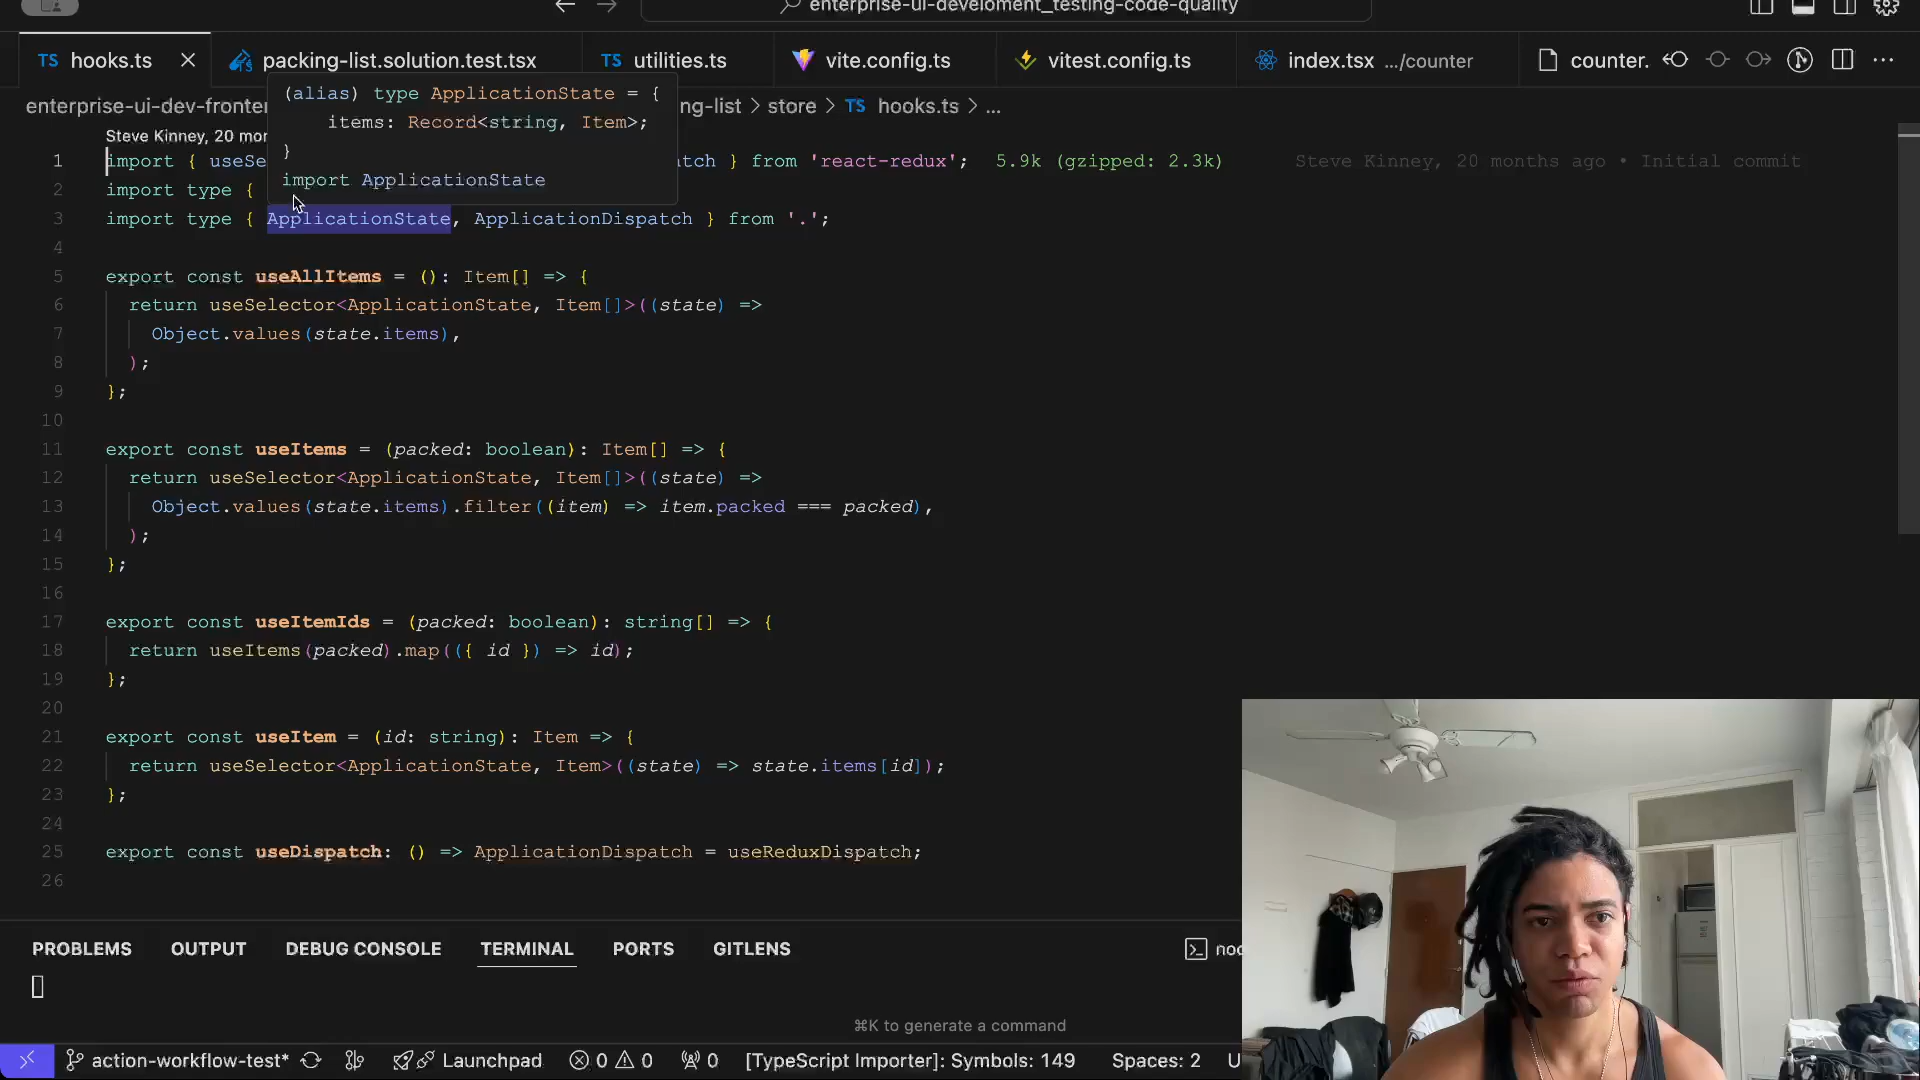 enterprise-ui-develoment_testing-code-quality
TS hooks.ts
packing-list.solution.test.tsx
TS utilities.ts
vite.config.ts
vitest.config.ts
index.tsx .../counter
counter.
enterprise-ui-dev-fronter
ng-list > store > TS hooks.ts > ...
(alias) type ApplicationState = {
items: Record<string, Item>;
}
import ApplicationState
Steve Kinney, 20 mon
1 import { useSe
tch } from 'react-redux'; 5.9k (gzipped: 2.3k) Steve Kinney, 20 months ago • Initial commit
2 import type {
3 import type { ApplicationState, ApplicationDispatch } from '.';
4
5 export const useAllItems = (): Item[] => {
6 return useSelector<ApplicationState, Item[]>((state) =>
7 Object.values(state.items),
8 );
9 };
10
11 export const useItems = (packed: boolean): Item[] => {
12 return useSelector<ApplicationState, Item[]>((state) =>
13 Object.values(state.items).filter((item) => item.packed === packed),
14 );
15 };
16
17 export const useItemIds = (packed: boolean): string[] => {
18 return useItems(packed).map(({ id }) => id);
19 };
20
21 export const useItem = (id: string): Item => {
22 return useSelector<ApplicationState, Item>((state) => state.items[id]);
23 };
24
25 export const useDispatch: () => ApplicationDispatch = useReduxDispatch;
26
PROBLEMS OUTPUT DEBUG CONSOLE TERMINAL PORTS GITLENS
nod
⌘K to generate a command
action-workflow-test* Launchpad 0 0 0 [TypeScript Importer]: Symbols: 149 Spaces: 2 U